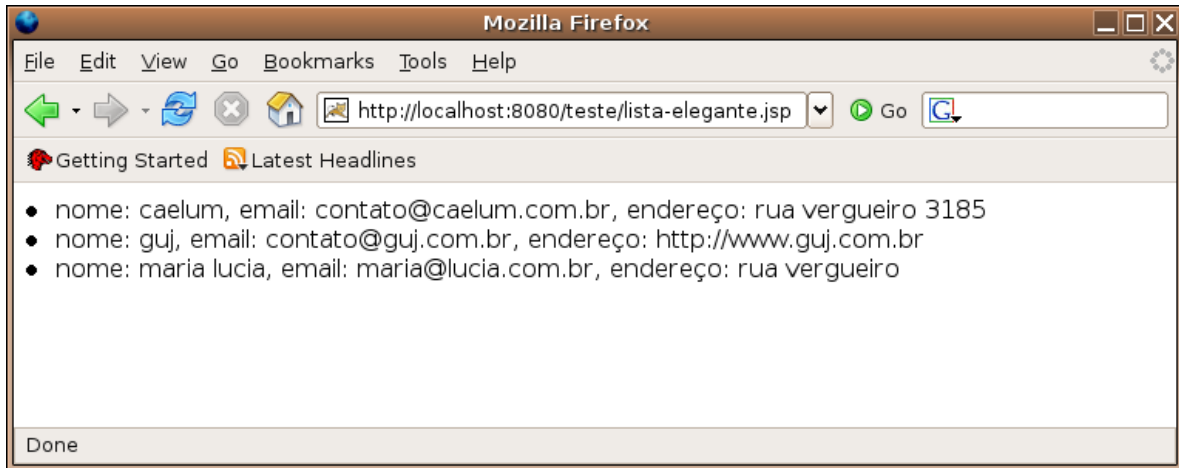 Mozilla Firefox
File Edit View Go Bookmarks Tools Help
http://localhost:8080/teste/lista-elegante.jsp Go G
Getting Started Latest Headlines
• nome: caelum, email: contato@caelum.com.br, endereço: rua vergueiro 3185
• nome: guj, email: contato@guj.com.br, endereço: http://www.guj.com.br
• nome: maria lucia, email: maria@lucia.com.br, endereço: rua vergueiro
Done